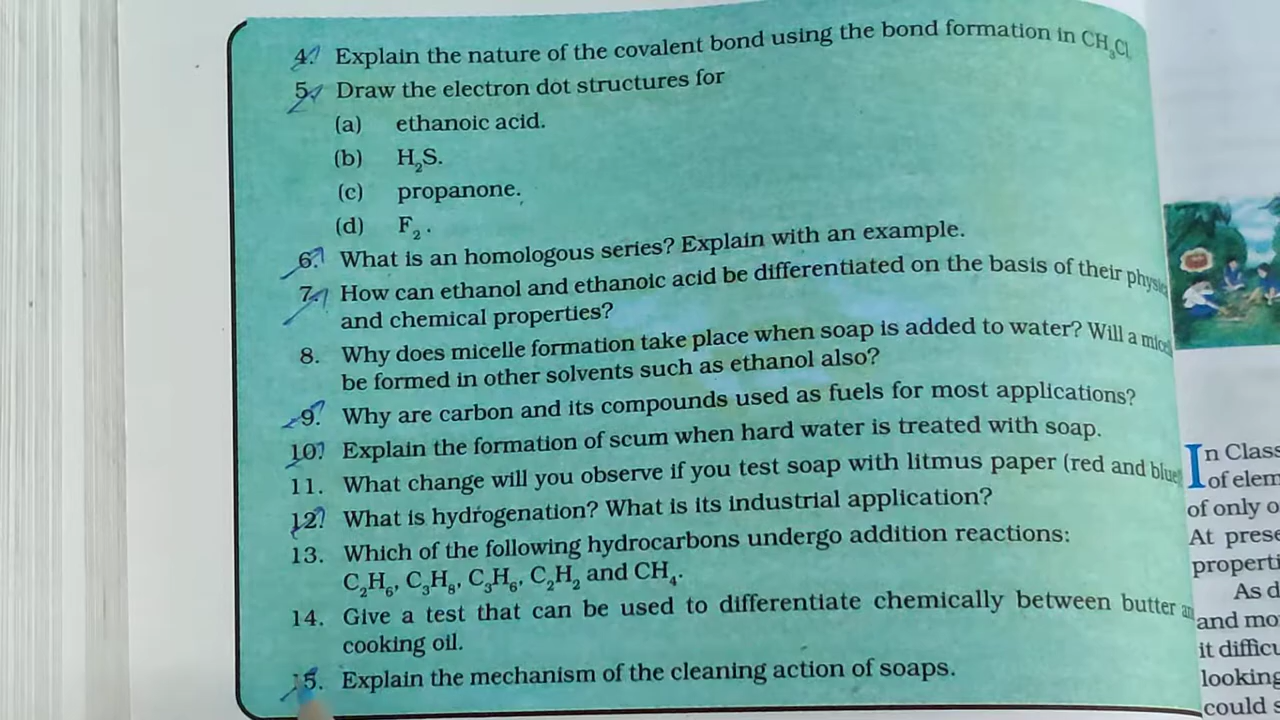 4. Explain the nature of the covalent bond using the bond formation in CH₃Cl.
5. Draw the electron dot structures for
(a) ethanoic acid.
(b) H₂S.
(c) propanone.
(d) F₂.
6. What is an homologous series? Explain with an example.
7. How can ethanol and ethanoic acid be differentiated on the basis of their
and chemical properties?
8. Why does micelle formation take place when soap is added to water? Will a
be formed in other solvents such as ethanol also?
9. Why are carbon and its compounds used as fuels for most applications?
10. Explain the formation of scum when hard water is treated with soap.
11. What change will you observe if you test soap with litmus paper (red and blue
12. What is hydrogenation? What is its industrial application?
13. Which of the following hydrocarbons undergo addition reactions:
C₂H₆, C₃H₈, C₃H₆, C₂H₂ and CH₄.
14. Give a test that can be used to differentiate chemically between butter
cooking oil.
15. Explain the mechanism of the cleaning action of soaps.
In Class
of elem
of only o
At prese
properti
As d
and mo
it difficu
looking
could s